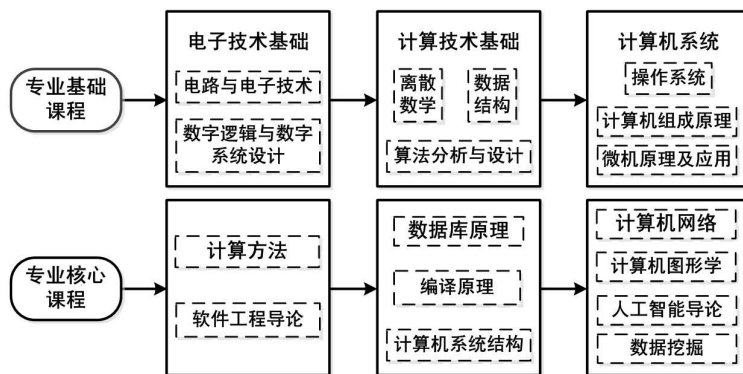 专业基础
课程
电子技术基础
电路与电子技术
数字逻辑与数字
系统设计
计算技术基础
离散
数学
数据
结构
算法分析与设计
计算机系统
操作系统
计算机组成原理
微机原理及应用
专业核心
课程
计算方法
软件工程导论
数据库原理
编译原理
计算机系统结构
计算机网络
计算机图形学
人工智能导论
数据挖掘